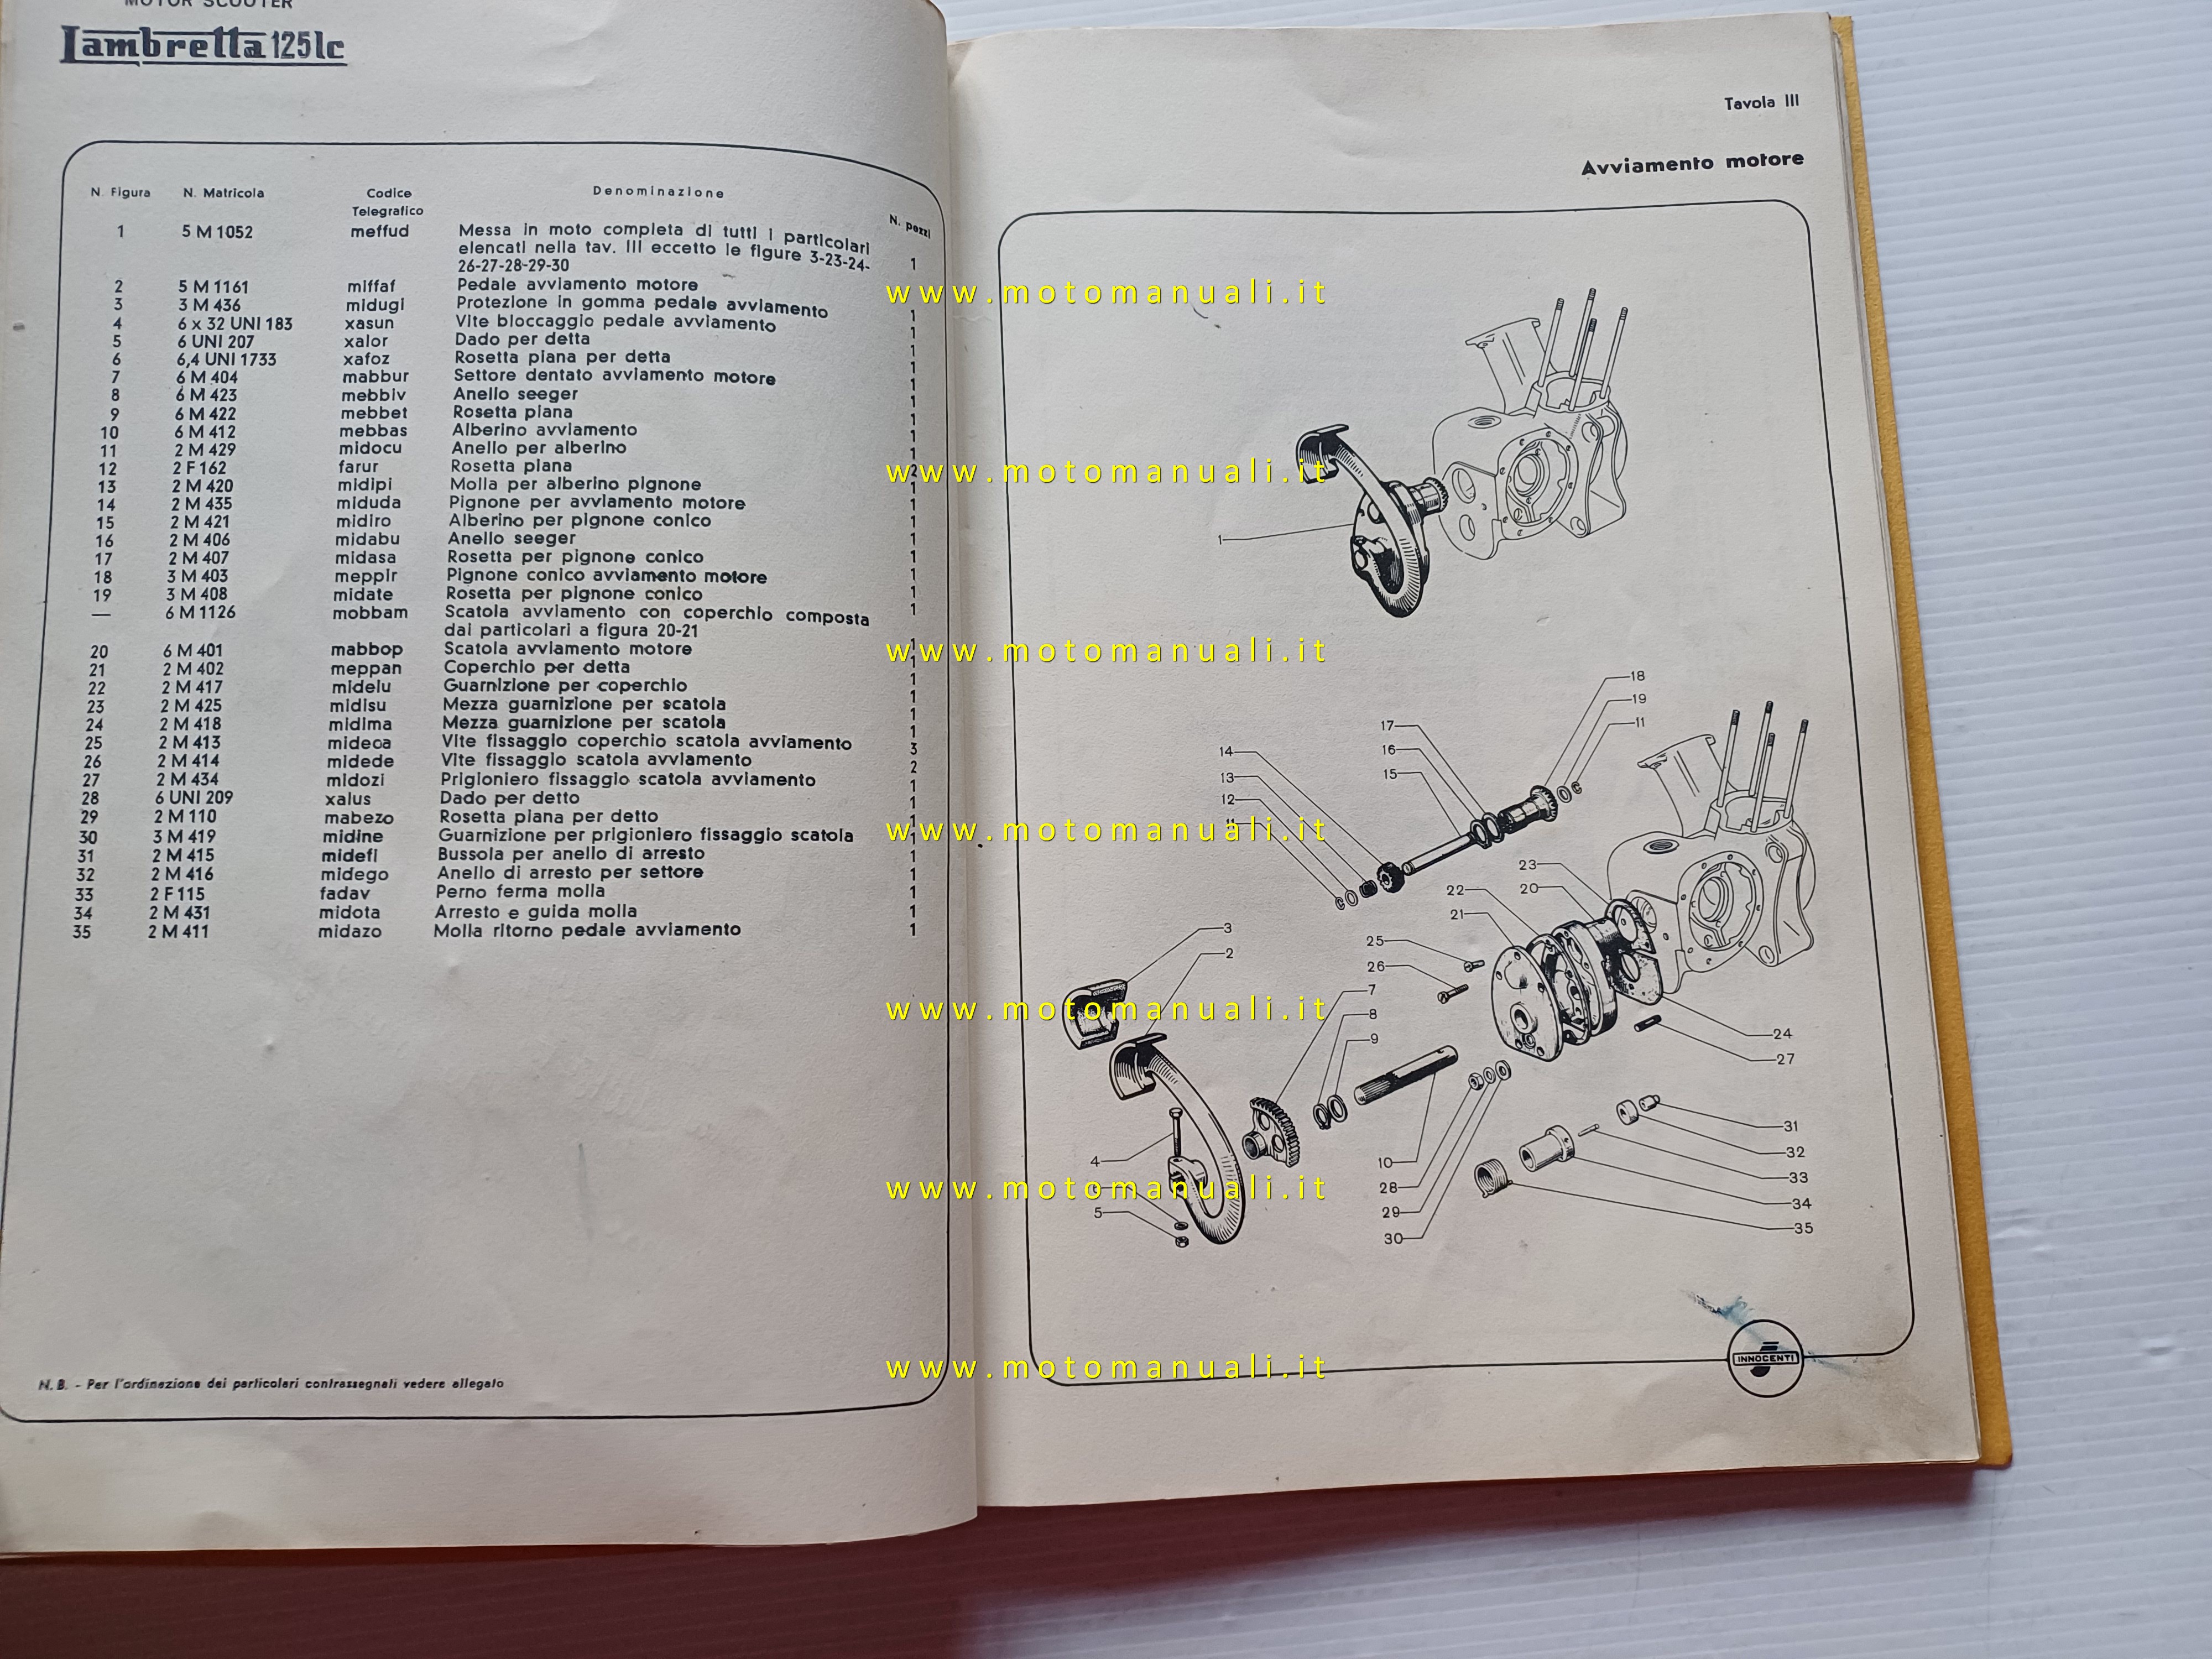 MOTOR SCOOTER
Lambretta 125 lc
N. Figura N. Matricola Codice Telegrafico Denominazione N. pezzi
1 5 M 1052 meffud Messa in moto completa di tutti i particolari
elencati nella tav. III eccetto le figure 3-23-24-
26-27-28-29-30 1
2 5 M 1161 miffaf Pedale avviamento motore 1
3 3 M 436 midugi Protezione in gomma pedale avviamento 1
4 6 x 32 UNI 183 xasun Vite bloccaggio pedale avviamento 1
5 6 UNI 207 xalor Dado per detta 1
6 6,4 UNI 1733 xafoz Rosetta piana per detta 1
7 6 M 404 mabbur Settore dentato avviamento motore 1
8 6 M 423 mebbiv Anello seeger 1
9 6 M 422 mebbet Rosetta piana 1
10 6 M 412 mebbas Alberino avviamento 1
11 2 M 429 midocu Anello per alberino 2
12 2 F 162 farur Rosetta piana 1
13 2 M 420 midipi Molla per alberino pignone 1
14 2 M 435 miduda Pignone per avviamento motore 1
15 2 M 421 midiro Alberino per pignone conico 1
16 2 M 406 midabu Anello seeger 1
17 2 M 407 midasa Rosetta per pignone conico 1
18 3 M 403 meppir Pignone conico avviamento motore 1
19 3 M 408 midate Rosetta per pignone conico 1
— 6 M 1126 mobbam Scatola avviamento con coperchio composta
dai particolari a figura 20-21 1
20 6 M 401 mabbop Scatola avviamento motore 1
21 2 M 402 meppan Coperchio per detta 1
22 2 M 417 midelu Guarnizione per coperchio 1
23 2 M 425 midisu Mezza guarnizione per scatola 1
24 2 M 418 midima Mezza guarnizione per scatola 1
25 2 M 413 mideca Vite fissaggio coperchio scatola avviamento 3
26 2 M 414 midede Vite fissaggio scatola avviamento 2
27 2 M 434 midozi Prigioniero fissaggio scatola avviamento 1
28 6 UNI 209 xalus Dado per detto 1
29 2 M 110 mabezo Rosetta piana per detto 1
30 3 M 419 midine Guarnizione per prigioniero fissaggio scatola 1
31 2 M 415 midefi Bussola per anello di arresto 1
32 2 M 416 midego Anello di arresto per settore 1
33 2 F 115 fadav Perno ferma molla 1
34 2 M 431 midota Arresto e guida molla 1
35 2 M 411 midazo Molla ritorno pedale avviamento 1
N. B. - Per l'ordinazione dei particolari contrassegnati vedere allegato
Tavola III
Avviamento motore
www.motomanuali.it
www.motomanuali.it
1
www.motomanuali.it
18
19
11
17
16
15
14
13
12
11
www.motomanuali.it
23
20
22
21
25
26
3
2
7
8
9
www.motomanuali.it
24
27
31
32
33
34
35
4
6
5
10
28
29
30
www.motomanuali.it
www.motomanuali.it
INNOCENTI